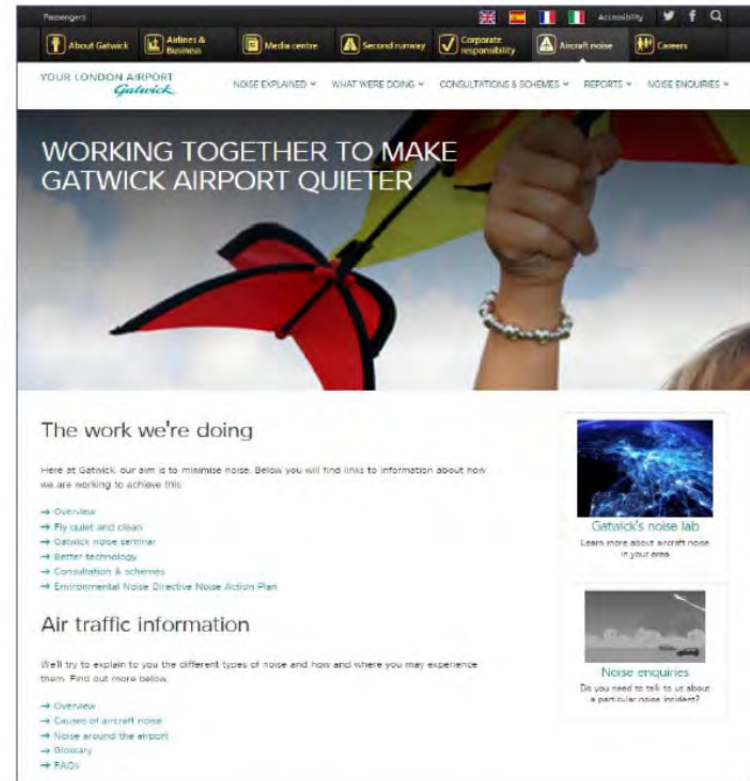 Passengers
Accessibility
About Gatwick
Airlines & Business
Media centre
Second runway
Corporate responsibility
Aircraft noise
Careers
YOUR LONDON AIRPORT
Gatwick
NOISE EXPLAINED
WHAT WE'RE DOING
CONSULTATIONS & SCHEMES
REPORTS
NOISE ENQUIRIES
WORKING TOGETHER TO MAKE
GATWICK AIRPORT QUIETER
The work we're doing
Here at Gatwick, our aim is to minimise noise. Below you will find links to information about how
we are working to achieve this.
→ Overview
→ Fly quiet and clean
→ Gatwick noise seminar
→ Better technology
→ Consultation & schemes
→ Environmental Noise Directive Noise Action Plan
Air traffic information
We'll try to explain to you the different types of noise and how and where you may experience
them. Find out more below.
→ Overview
→ Causes of aircraft noise
→ Noise around the airport
→ Glossary
→ FAQs
Gatwick's noise lab
Learn more about aircraft noise
in your area
Noise enquiries
Do you need to talk to us about
a particular noise incident?